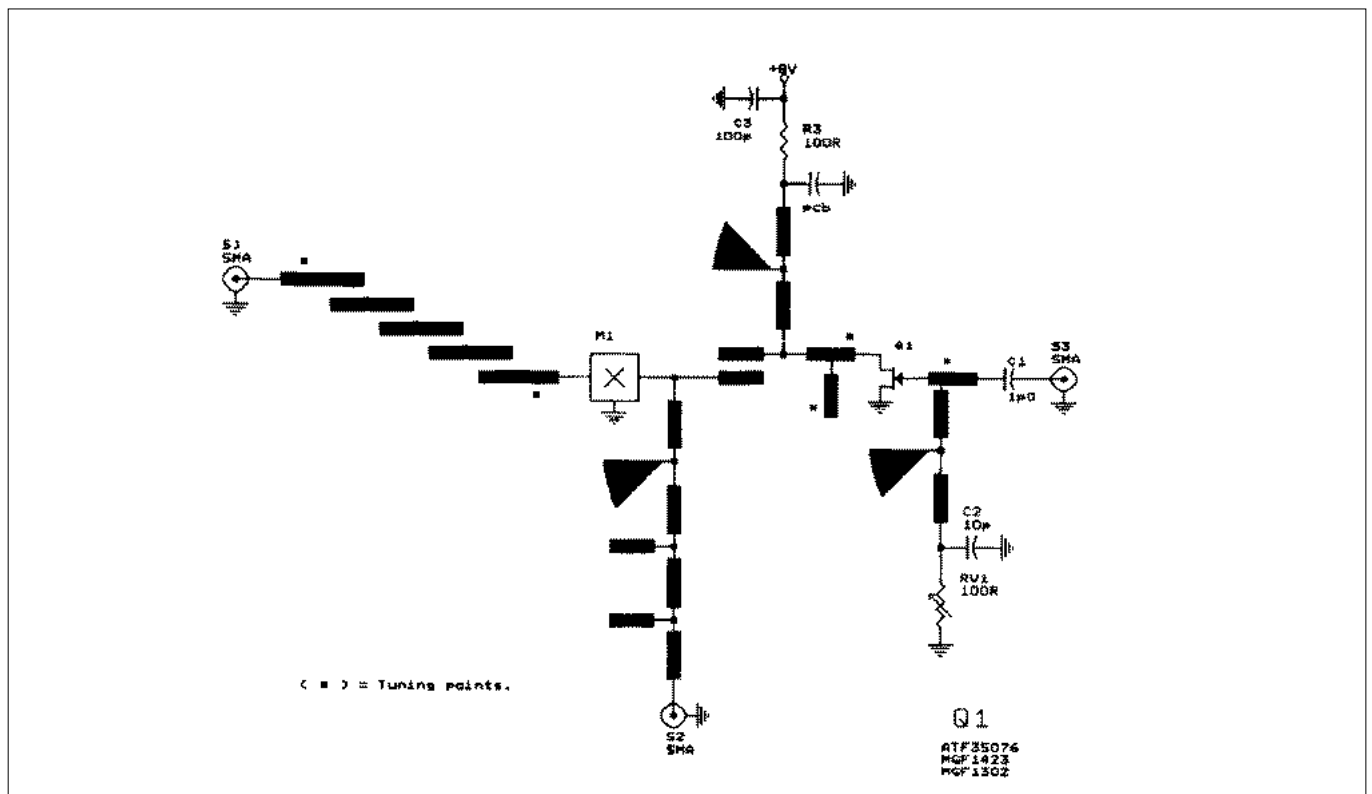 C3
100p
R3
100R
pcb
S1
SMA
M1
Q1
C1
1p0
S3
SMA
C2
10p
RV1
100R
( * ) = Tuning points.
S2
SMA
Q1
ATF35076
MGF1423
MGF1302